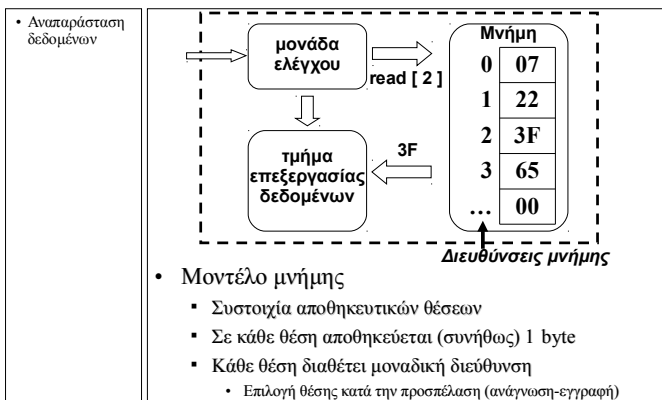 • Αναπαράσταση
δεδομένων
μονάδα
ελέγχου
read [ 2 ]
Μνήμη
0 07
1 22
2 3F
3 65
... 00
τμήμα
επεξεργασίας
δεδομένων
3F
Διευθύνσεις μνήμης
• Μοντέλο μνήμης
▪ Συστοιχία αποθηκευτικών θέσεων
▪ Σε κάθε θέση αποθηκεύεται (συνήθως) 1 byte
▪ Κάθε θέση διαθέτει μοναδική διεύθυνση
• Επιλογή θέσης κατά την προσπέλαση (ανάγνωση-εγγραφή)